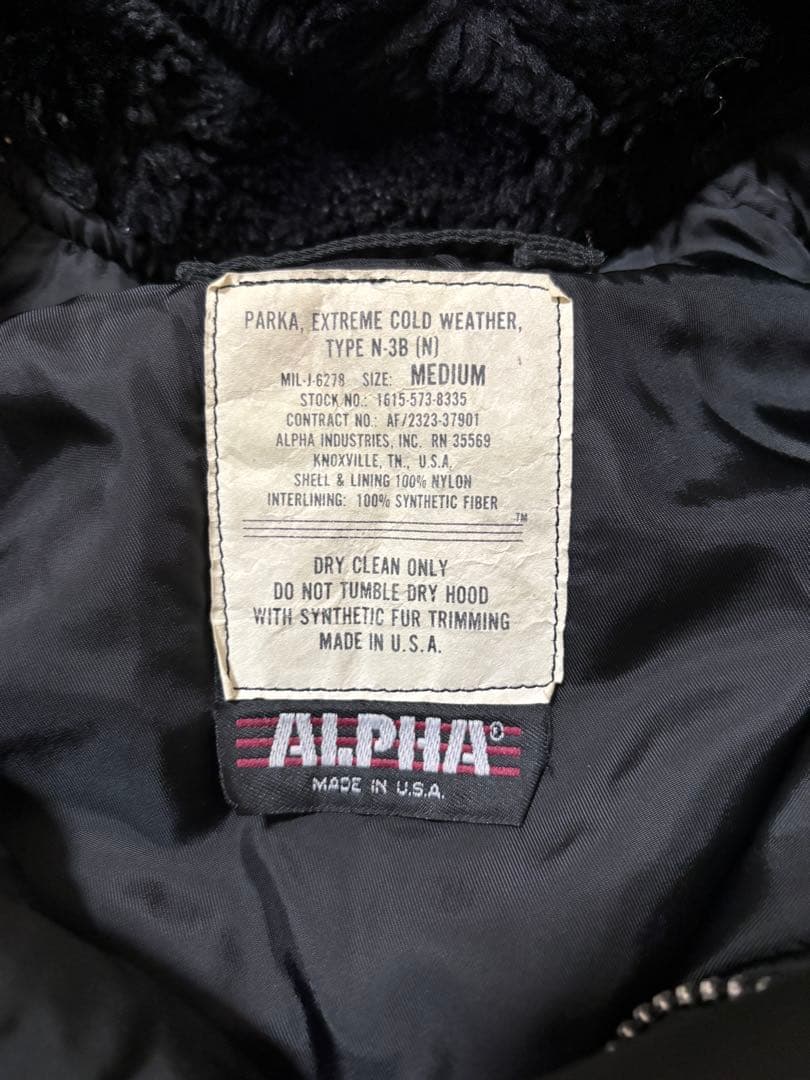 PARKA, EXTREME COLD WEATHER,
TYPE N-3B (N)
MIL-J-6278 SIZE: MEDIUM
STOCK NO.: 1615-573-8335
CONTRACT NO.: AF/2323-37901
ALPHA INDUSTRIES, INC. RN 35569
KNOXVILLE, TN., U.S.A.
SHELL & LINING 100% NYLON
INTERLINING: 100% SYNTHETIC FIBER
TM
DRY CLEAN ONLY
DO NOT TUMBLE DRY HOOD
WITH SYNTHETIC FUR TRIMMING
MADE IN U.S.A.
ALPHA®
MADE IN U.S.A.